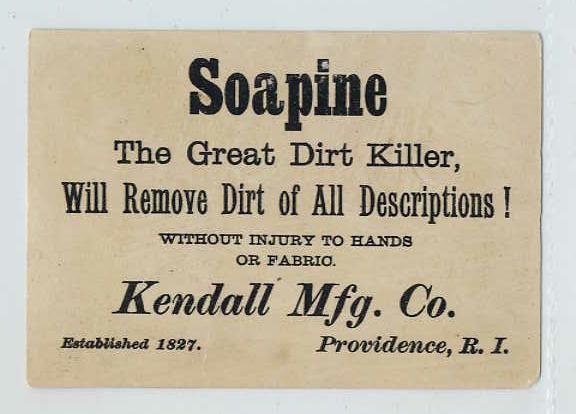 Soapine
The Great Dirt Killer,
Will Remove Dirt of All Descriptions !
WITHOUT INJURY TO HANDS
OR FABRIC.
Kendall Mfg. Co.
Established 1827. Providence, R. I.